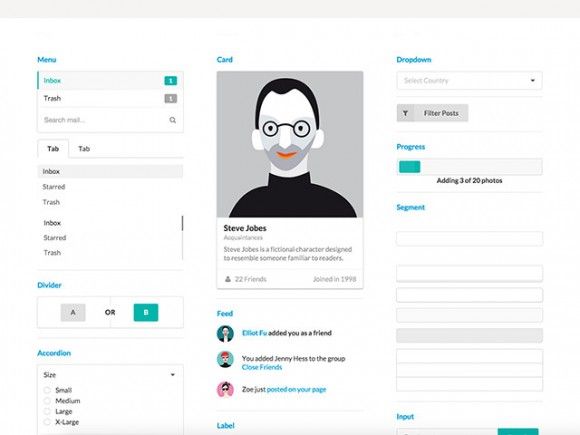 Menu
Inbox 1
Trash 1
Search mail...
Tab Tab
Inbox
Starred
Trash
Inbox
Starred
Trash
Divider
A OR B
Accordion
Size
Small
Medium
Large
X-Large
Card
Steve Jobes
Acquaintances
Steve Jobes is a fictional character designed
to resemble someone familiar to readers.
22 Friends Joined in 1998
Feed
Elliot Fu added you as a friend
You added Jenny Hess to the group
Close Friends
Zoe just posted on your page
Label
Dropdown
Select Country
Filter Posts
Progress
Adding 3 of 20 photos
Segment
Input